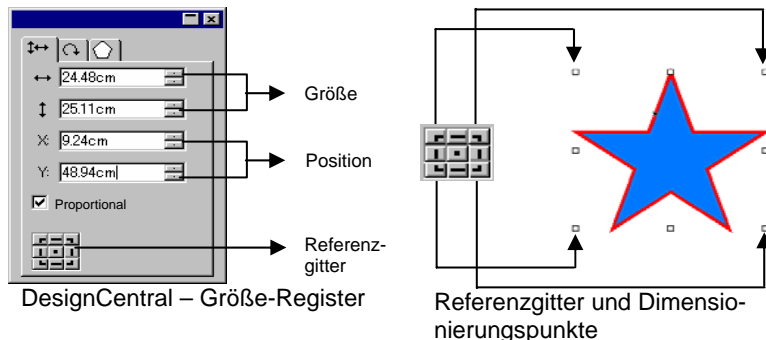 24.48cm
Größe
25.11cm
X: 9.24cm
Position
Y: 48.94cm
Proportional
Referenz-
gitter
DesignCentral – Größe-Register
Referenzgitter und Dimensio-
nierungspunkte